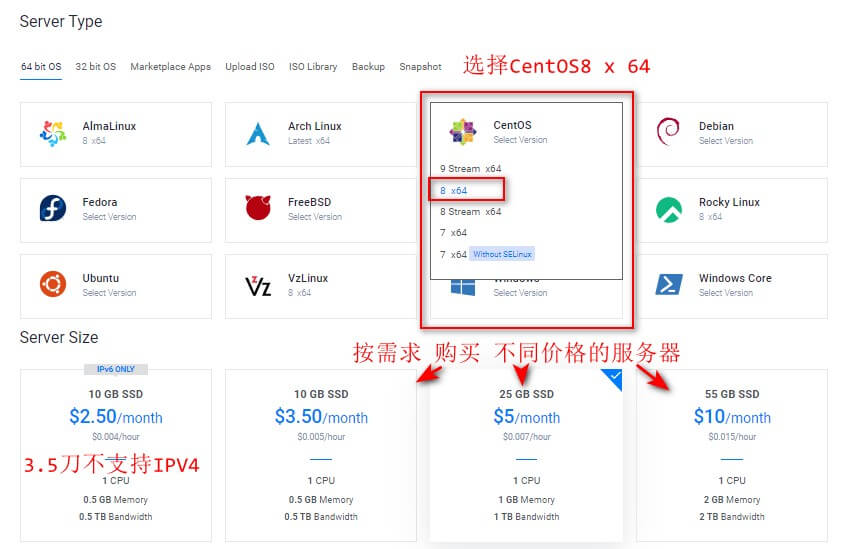 Server Type
64 bit OS 32 bit OS Marketplace Apps Upload ISO ISO Library Backup Snapshot
选择CentOS8 x 64
AlmaLinux
8 x64
Arch Linux
Latest x64
CentOS
Select Version
9 Stream x64
8 x64
8 Stream x64
7 x64
7 x64 Without SELinux
Debian
Select Version
Fedora
Select Version
FreeBSD
Select Version
Rocky Linux
8 x64
Ubuntu
Select Version
VzLinux
8 x64
Windows
Select Version
Windows Core
Select Version
Server Size
按需求 购买 不同价格的服务器
IPv6 ONLY
10 GB SSD
$2.50/month
$0.004/hour
3.5刀不支持IPV4
1 CPU
0.5 GB Memory
0.5 TB Bandwidth
10 GB SSD
$3.50/month
$0.005/hour
1 CPU
0.5 GB Memory
0.5 TB Bandwidth
25 GB SSD
$5/month
$0.007/hour
1 CPU
1 GB Memory
1 TB Bandwidth
55 GB SSD
$10/month
$0.015/hour
1 CPU
2 GB Memory
2 TB Bandwidth